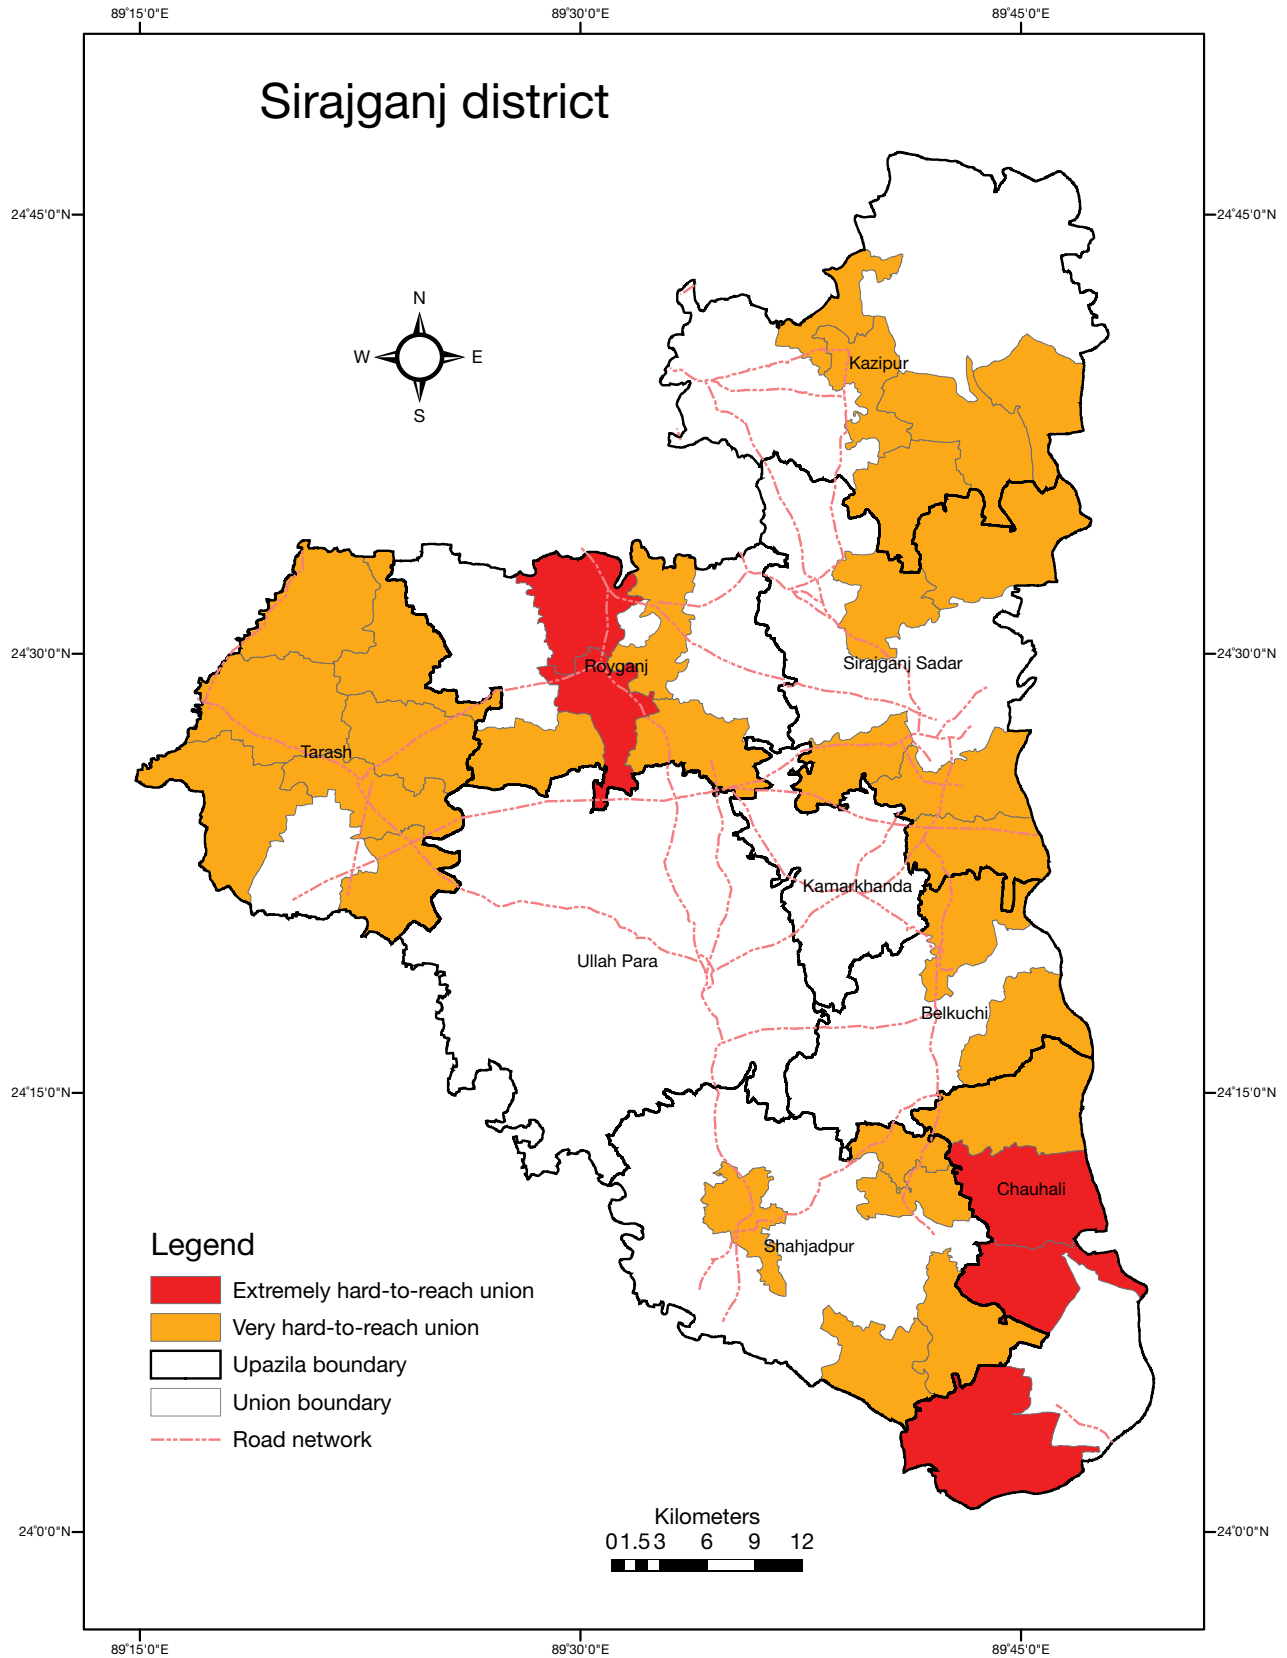 89°15'0"E
89°30'0"E
89°45'0"E
Sirajganj district
24°45'0"N
24°45'0"N
N
W
E
S
Kazipur
24°30'0"N
24°30'0"N
Royganj
Sirajganj Sadar
Tarash
Kamarkhanda
Ullah Para
Belkuchi
24°15'0"N
24°15'0"N
Chauhali
Shahjadpur
Legend
Extremely hard-to-reach union
Very hard-to-reach union
Upazila boundary
Union boundary
Road network
Kilometers
0 1.5 3 6 9 12
24°0'0"N
24°0'0"N
89°15'0"E
89°30'0"E
89°45'0"E